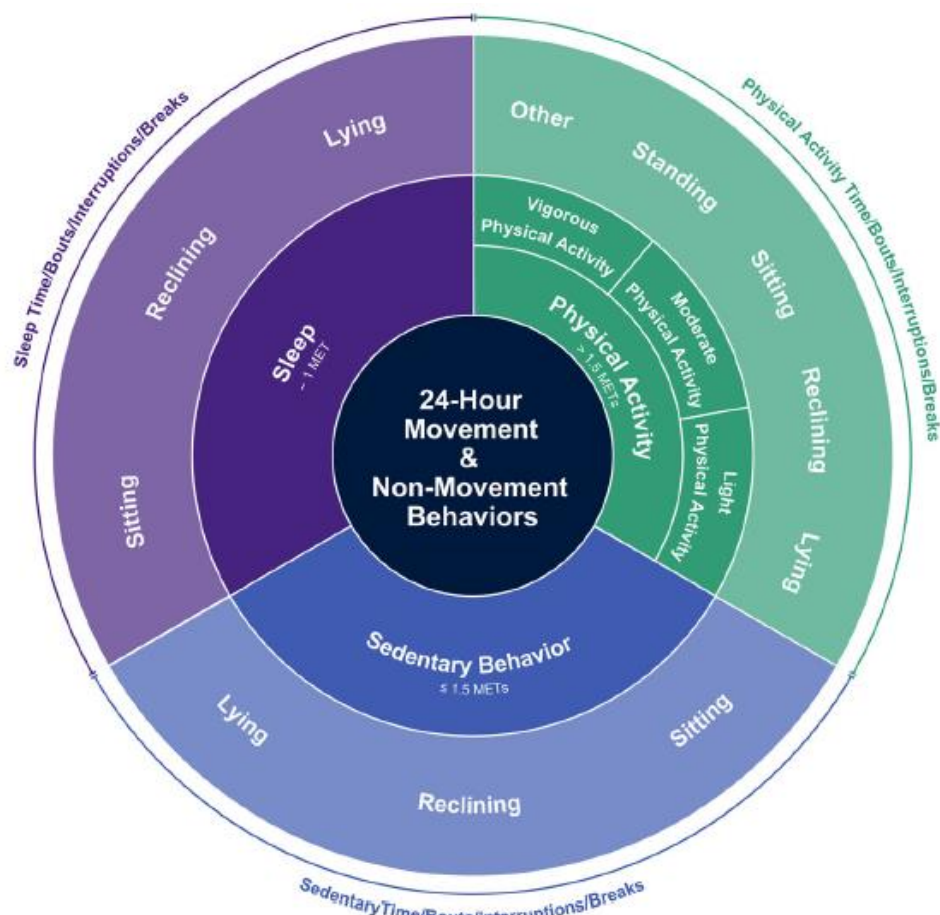 24-Hour
Movement
&
Non-Movement
Behaviors
Sleep
~ 1 MET
Lying
Reclining
Sitting
Sleep Time/Bouts/Interruptions/Breaks
Physical Activity
> 1.5 METs
Vigorous
Physical Activity
Moderate
Physical Activity
Light
Physical Activity
Other
Standing
Sitting
Reclining
Lying
Physical Activity Time/Bouts/Interruptions/Breaks
Sedentary Behavior
≤ 1.5 METs
Lying
Reclining
Sitting
SedentaryTime/Bouts/Interruptions/Breaks